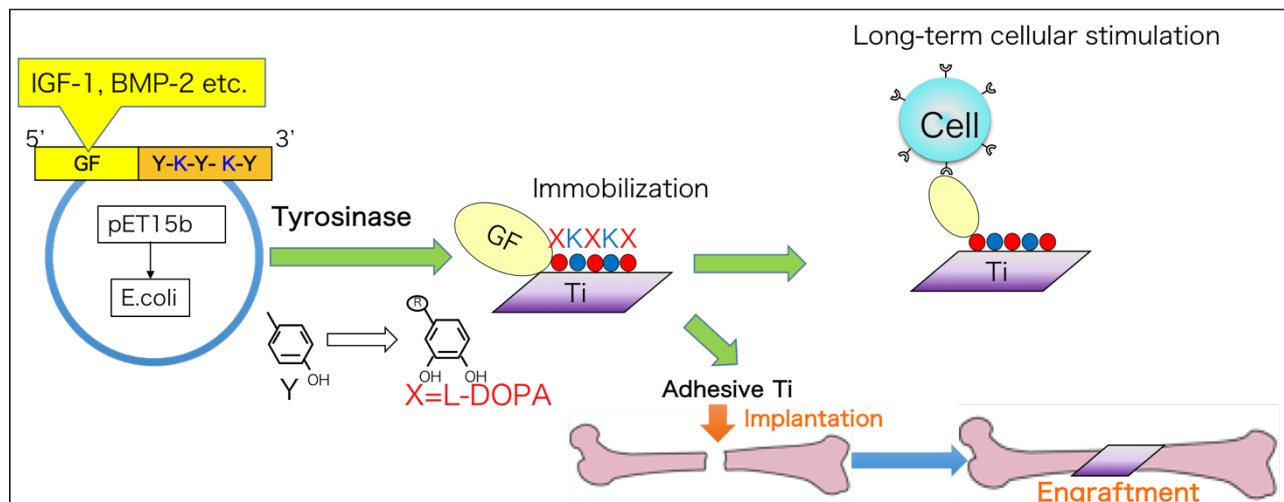 Long-term cellular stimulation
IGF-1, BMP-2 etc.
5'
3'
GF
Y-K-Y- K-Y
Cell
Immobilization
pET15b
Tyrosinase
GF
XKXKX
Ti
Ti
E.coli
R
OH
Y
OH OH
X=L-DOPA
Adhesive Ti
Implantation
Engraftment